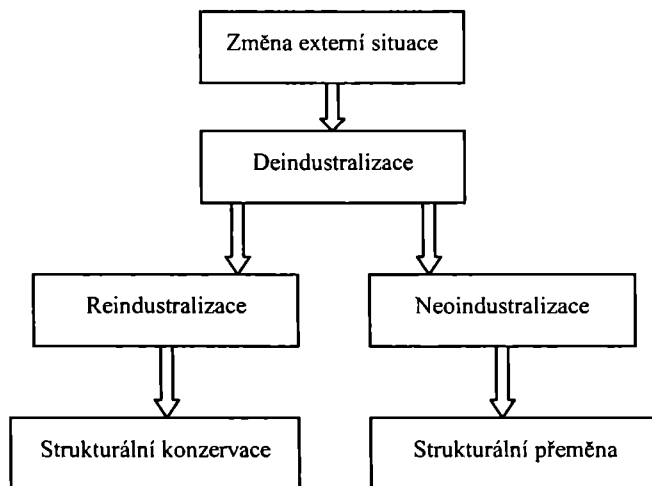 Změna externí situace
Deindustralizace
Reindustralizace
Neoindustralizace
Strukturální konzervace
Strukturální přeměna